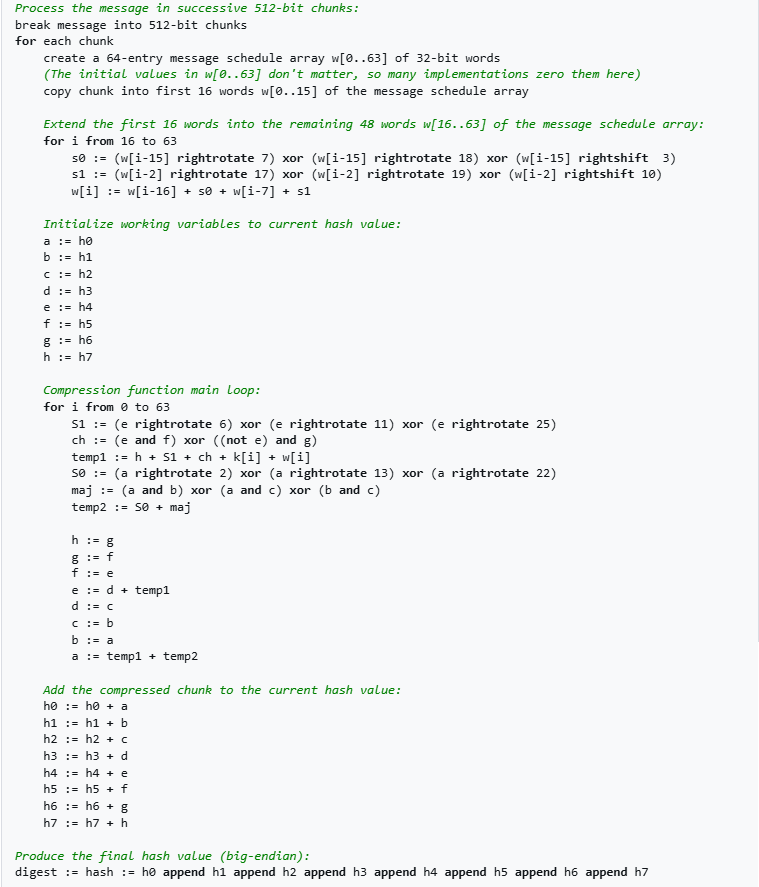 Process the message in successive 512-bit chunks:
break message into 512-bit chunks
for each chunk
    create a 64-entry message schedule array w[0..63] of 32-bit words
    (The initial values in w[0..63] don't matter, so many implementations zero them here)
    copy chunk into first 16 words w[0..15] of the message schedule array

    Extend the first 16 words into the remaining 48 words w[16..63] of the message schedule array:
    for i from 16 to 63
        s0 := (w[i-15] rightrotate 7) xor (w[i-15] rightrotate 18) xor (w[i-15] rightshift  3)
        s1 := (w[i-2] rightrotate 17) xor (w[i-2] rightrotate 19) xor (w[i-2] rightshift 10)
        w[i] := w[i-16] + s0 + w[i-7] + s1

    Initialize working variables to current hash value:
    a := h0
    b := h1
    c := h2
    d := h3
    e := h4
    f := h5
    g := h6
    h := h7

    Compression function main loop:
    for i from 0 to 63
        S1 := (e rightrotate 6) xor (e rightrotate 11) xor (e rightrotate 25)
        ch := (e and f) xor ((not e) and g)
        temp1 := h + S1 + ch + k[i] + w[i]
        S0 := (a rightrotate 2) xor (a rightrotate 13) xor (a rightrotate 22)
        maj := (a and b) xor (a and c) xor (b and c)
        temp2 := S0 + maj

        h := g
        g := f
        f := e
        e := d + temp1
        d := c
        c := b
        b := a
        a := temp1 + temp2

    Add the compressed chunk to the current hash value:
    h0 := h0 + a
    h1 := h1 + b
    h2 := h2 + c
    h3 := h3 + d
    h4 := h4 + e
    h5 := h5 + f
    h6 := h6 + g
    h7 := h7 + h

Produce the final hash value (big-endian):
digest := hash := h0 append h1 append h2 append h3 append h4 append h5 append h6 append h7